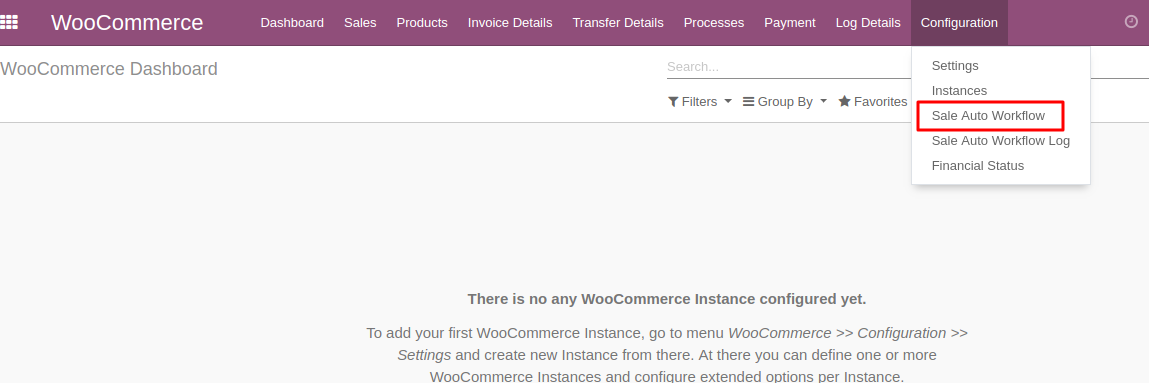 WooCommerce Dashboard Sales Products Invoice Details Transfer Details Processes Payment Log Details Configuration
WooCommerce Dashboard
Search...
Filters Group By Favorites
Settings
Instances
Sale Auto Workflow
Sale Auto Workflow Log
Financial Status
There is no any WooCommerce Instance configured yet.
To add your first WooCommerce Instance, go to menu WooCommerce >> Configuration >>
Settings and create new Instance from there. At there you can define one or more
WooCommerce Instances and configure extended options per Instance.